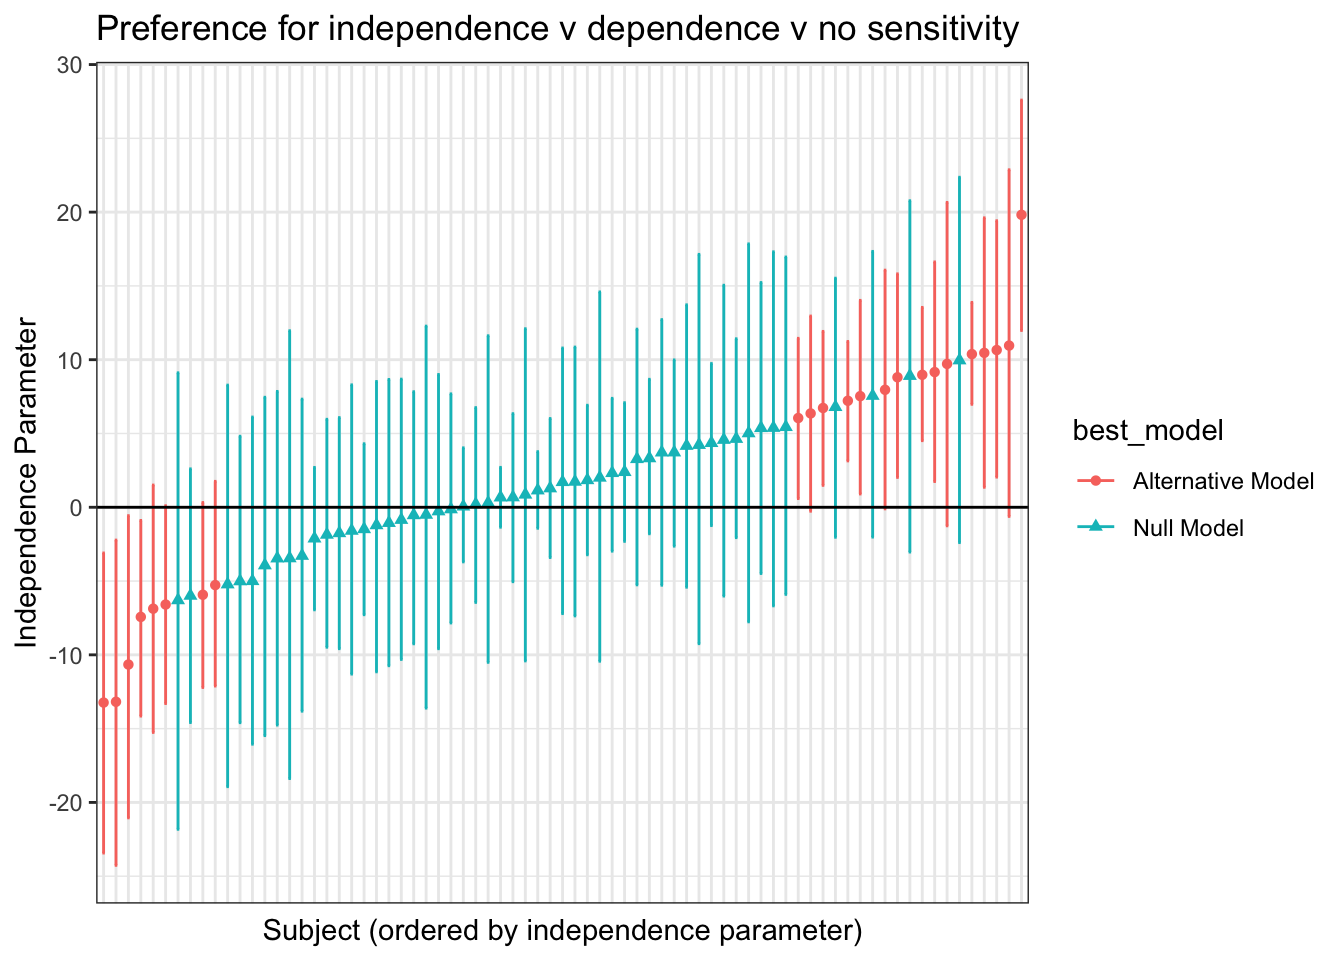 Preference for independence v dependence v no sensitivity
30
20
10
0
-10
-20
Independence Parameter
Subject (ordered by independence parameter)
best_model
Alternative Model
Null Model